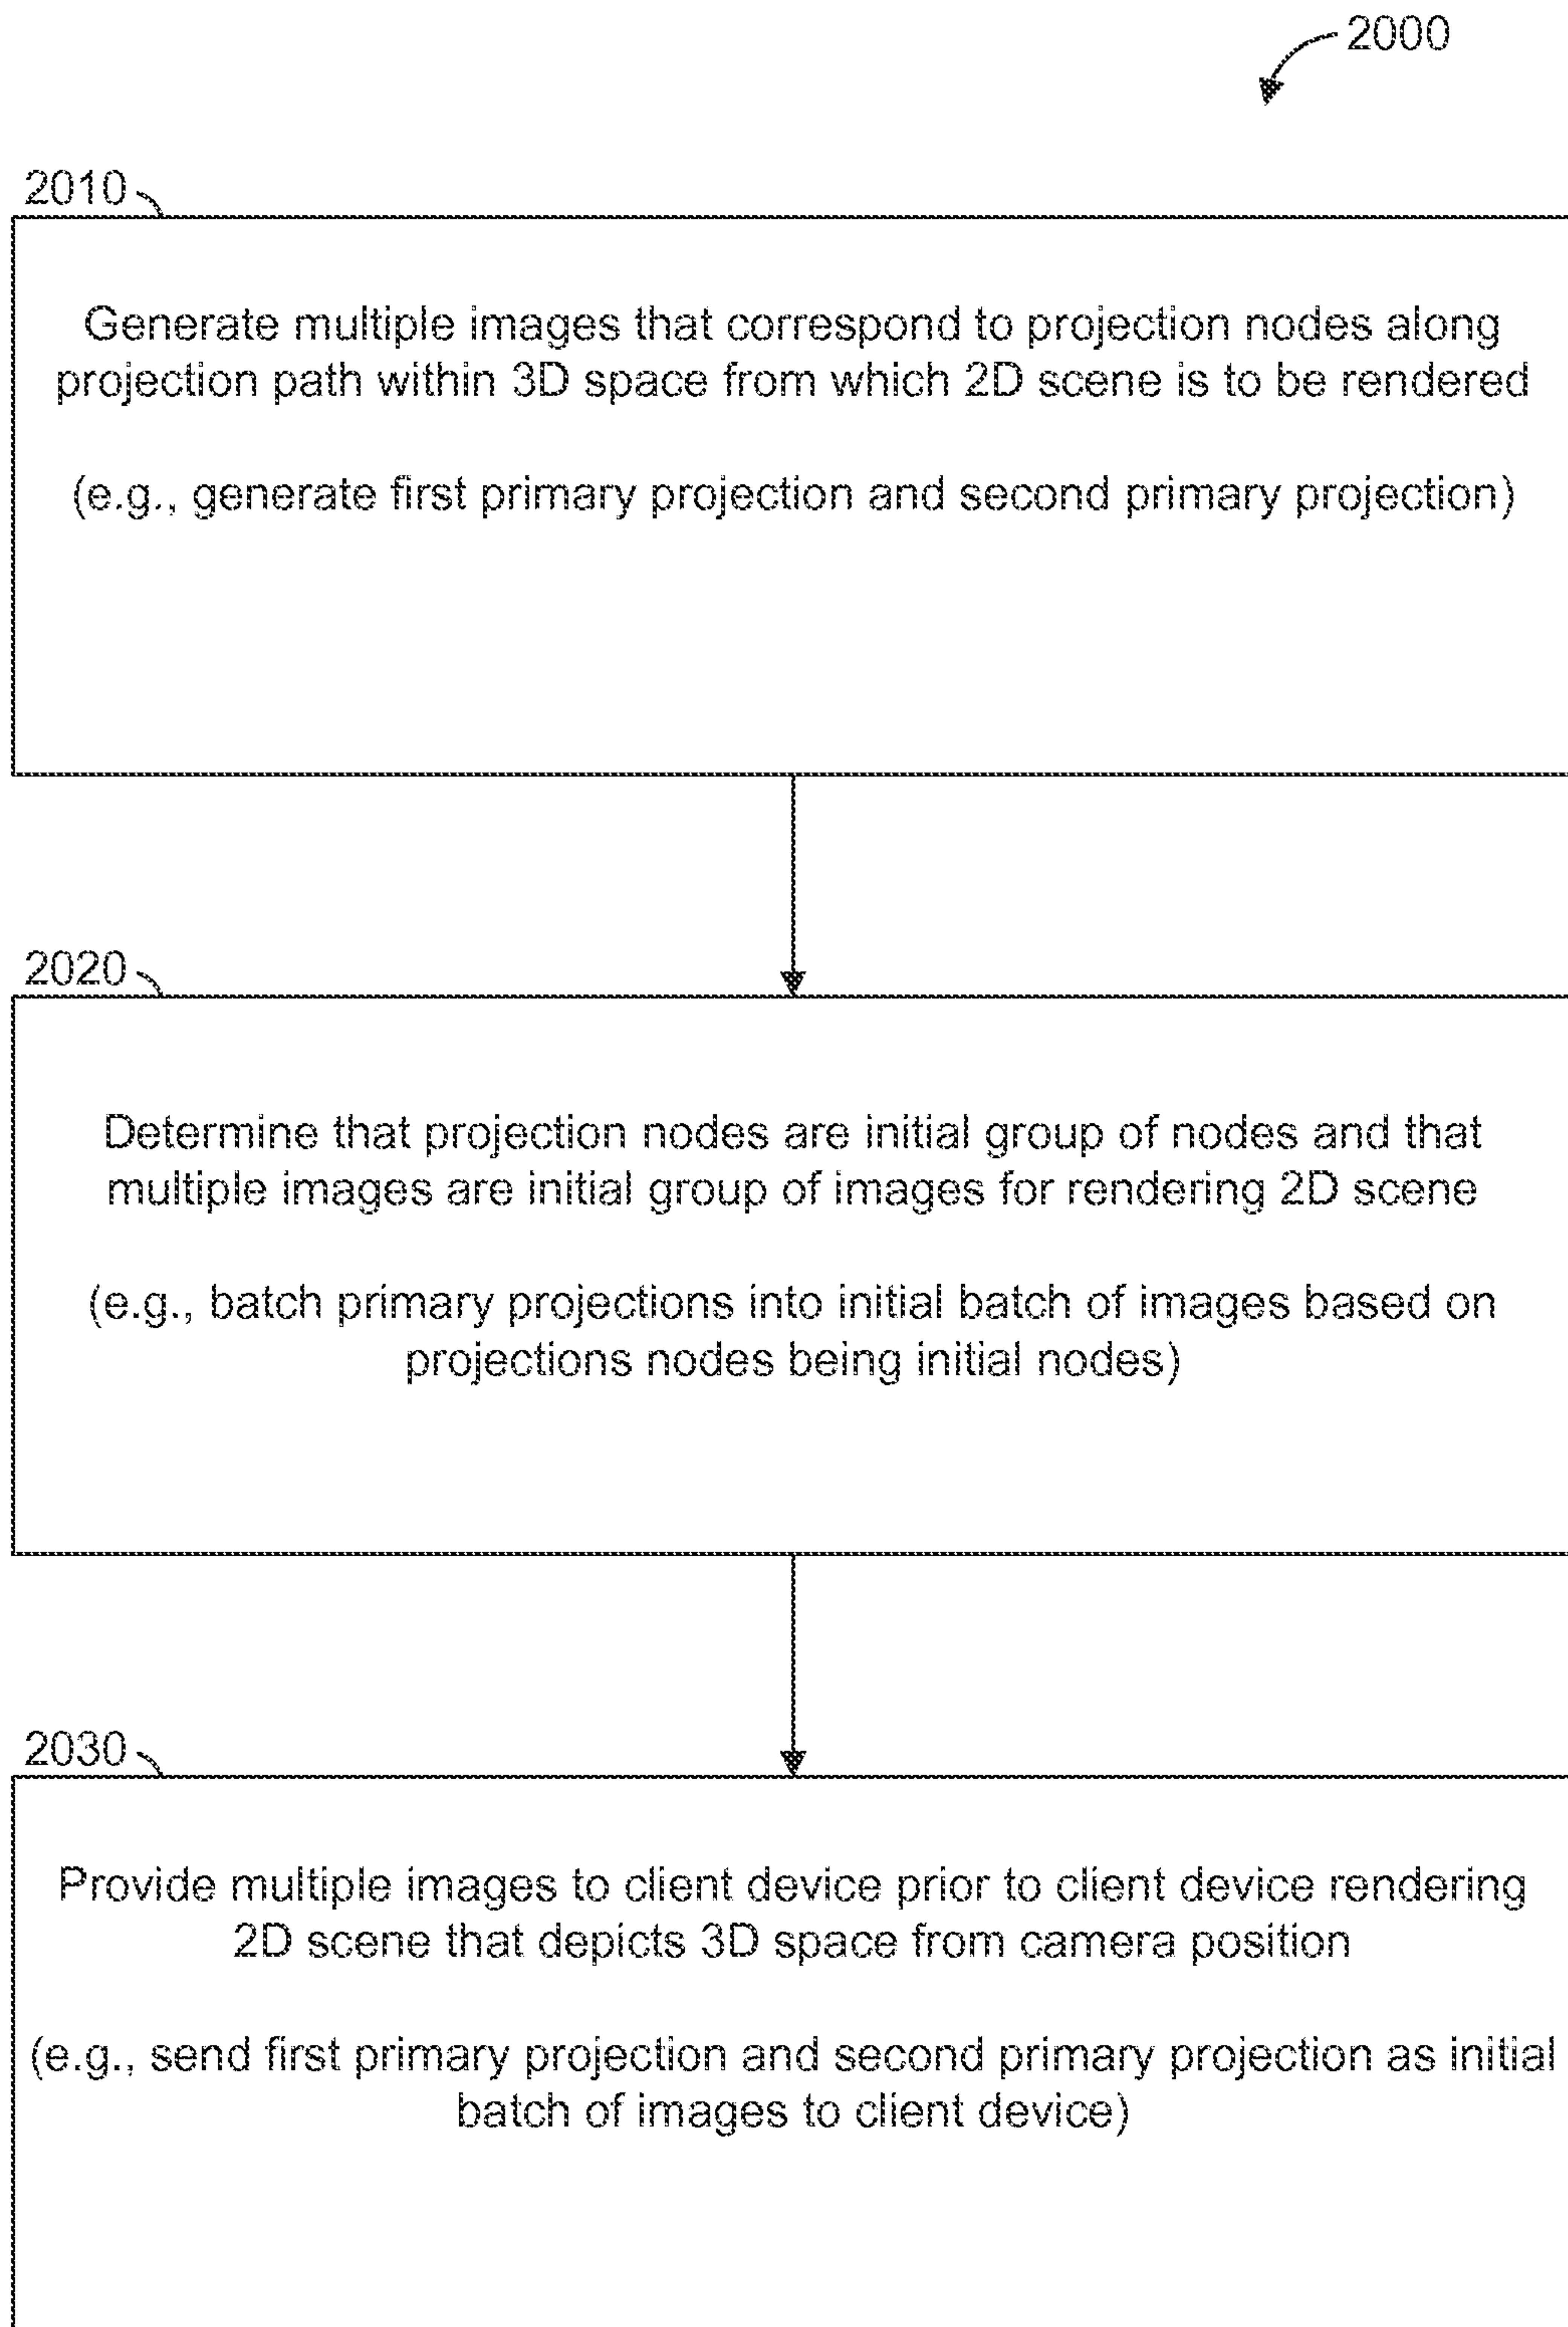 2000
2010
Generate multiple images that correspond to projection nodes along
projection path within 3D space from which 2D scene is to be rendered
(e.g., generate first primary projection and second primary projection)
2020
Determine that projection nodes are initial group of nodes and that
multiple images are initial group of images for rendering 2D scene
(e.g., batch primary projections into initial batch of images based on
projections nodes being initial nodes)
2030
Provide multiple images to client device prior to client device rendering
2D scene that depicts 3D space from camera position
(e.g., send first primary projection and second primary projection as initial
batch of images to client device)